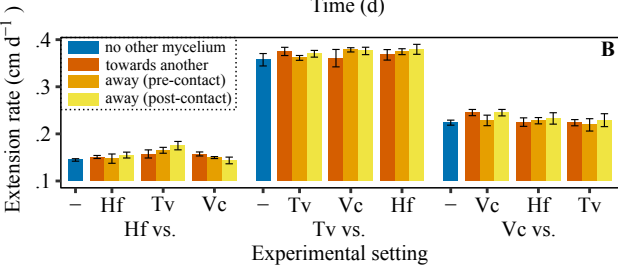 Time (d)
Extension rate (cm d⁻¹)
.4
.3
.2
.1
no other mycelium
towards another
away (pre-contact)
away (post-contact)
B
– Hf Tv Vc – Tv Vc Hf – Vc Hf Tv
Hf vs. Tv vs. Vc vs.
Experimental setting